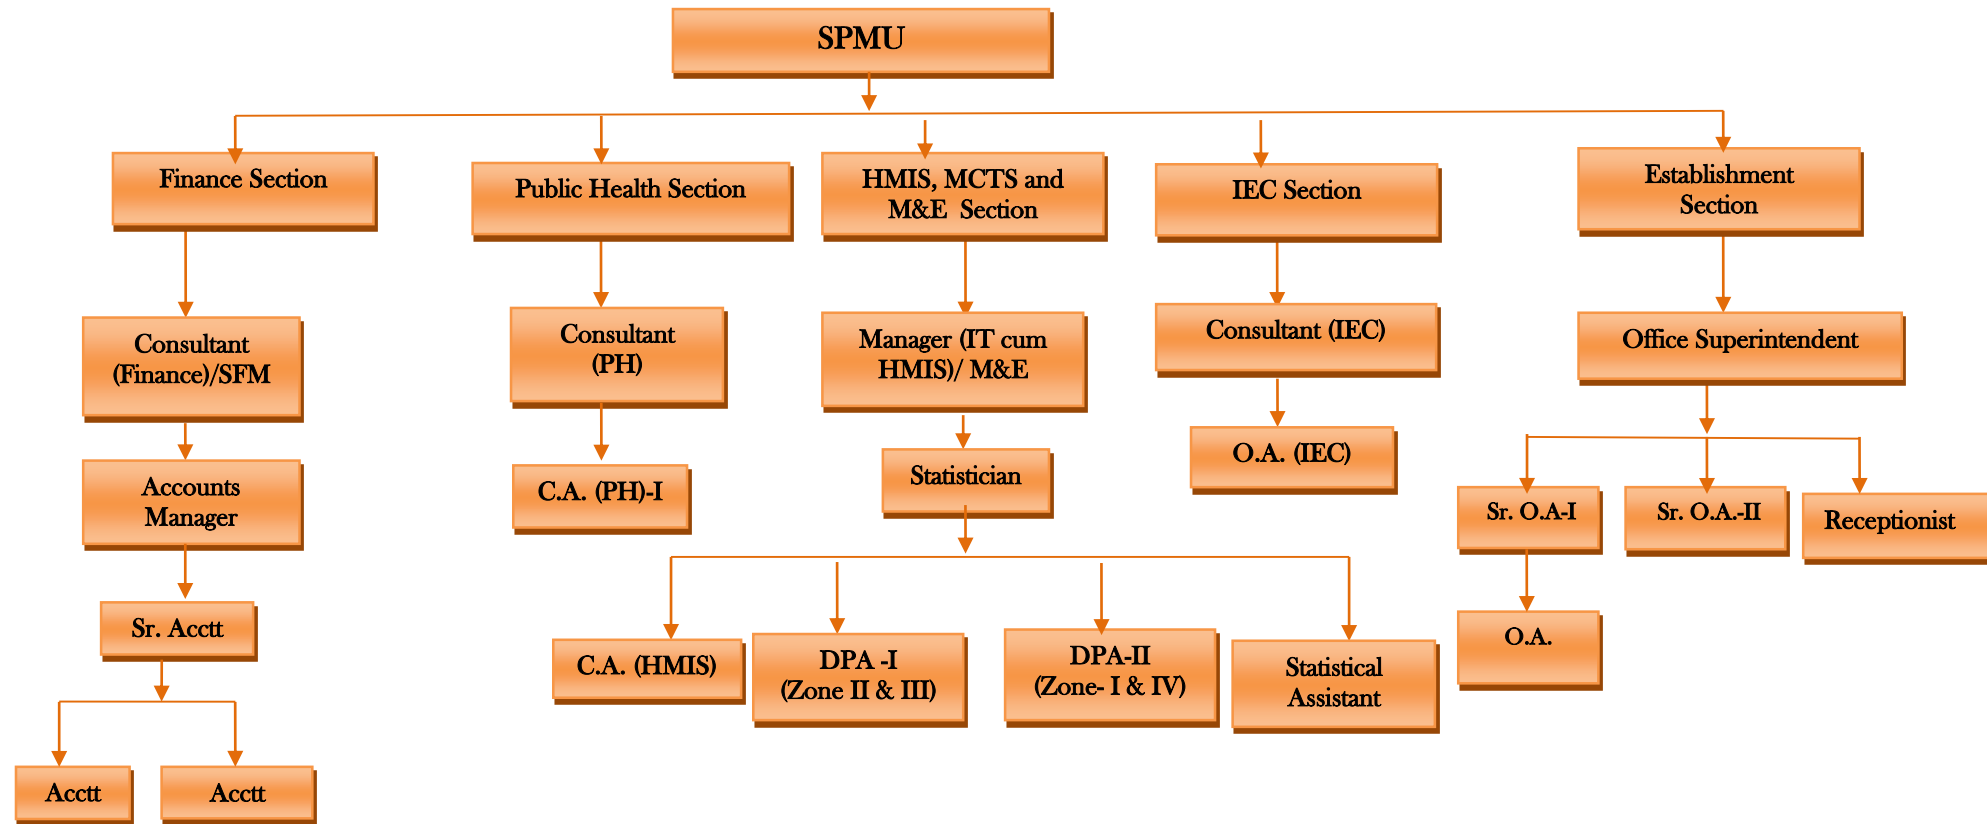 SPMU
Finance Section
Public Health Section
HMIS, MCTS and
M&E  Section
IEC Section
Establishment
Section
Consultant
(Finance)/SFM
Consultant
(PH)
Manager (IT cum
HMIS)/ M&E
Consultant (IEC)
Office Superintendent
Accounts
Manager
C.A. (PH)-I
Statistician
O.A. (IEC)
Sr. O.A-I
Sr. O.A.-II
Receptionist
Sr. Acctt
C.A. (HMIS)
DPA -I
(Zone II & III)
DPA-II
(Zone- I & IV)
Statistical
Assistant
O.A.
Acctt
Acctt